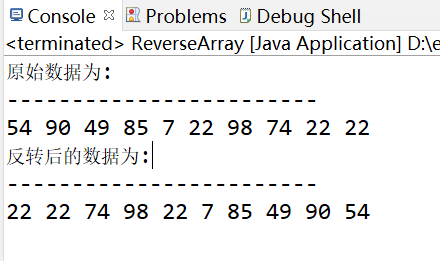 Console Problems Debug Shell
<terminated> ReverseArray [Java Application] D:\e
原始数据为:
------------------------
54 90 49 85 7 22 98 74 22 22
反转后的数据为:
------------------------
22 22 74 98 22 7 85 49 90 54